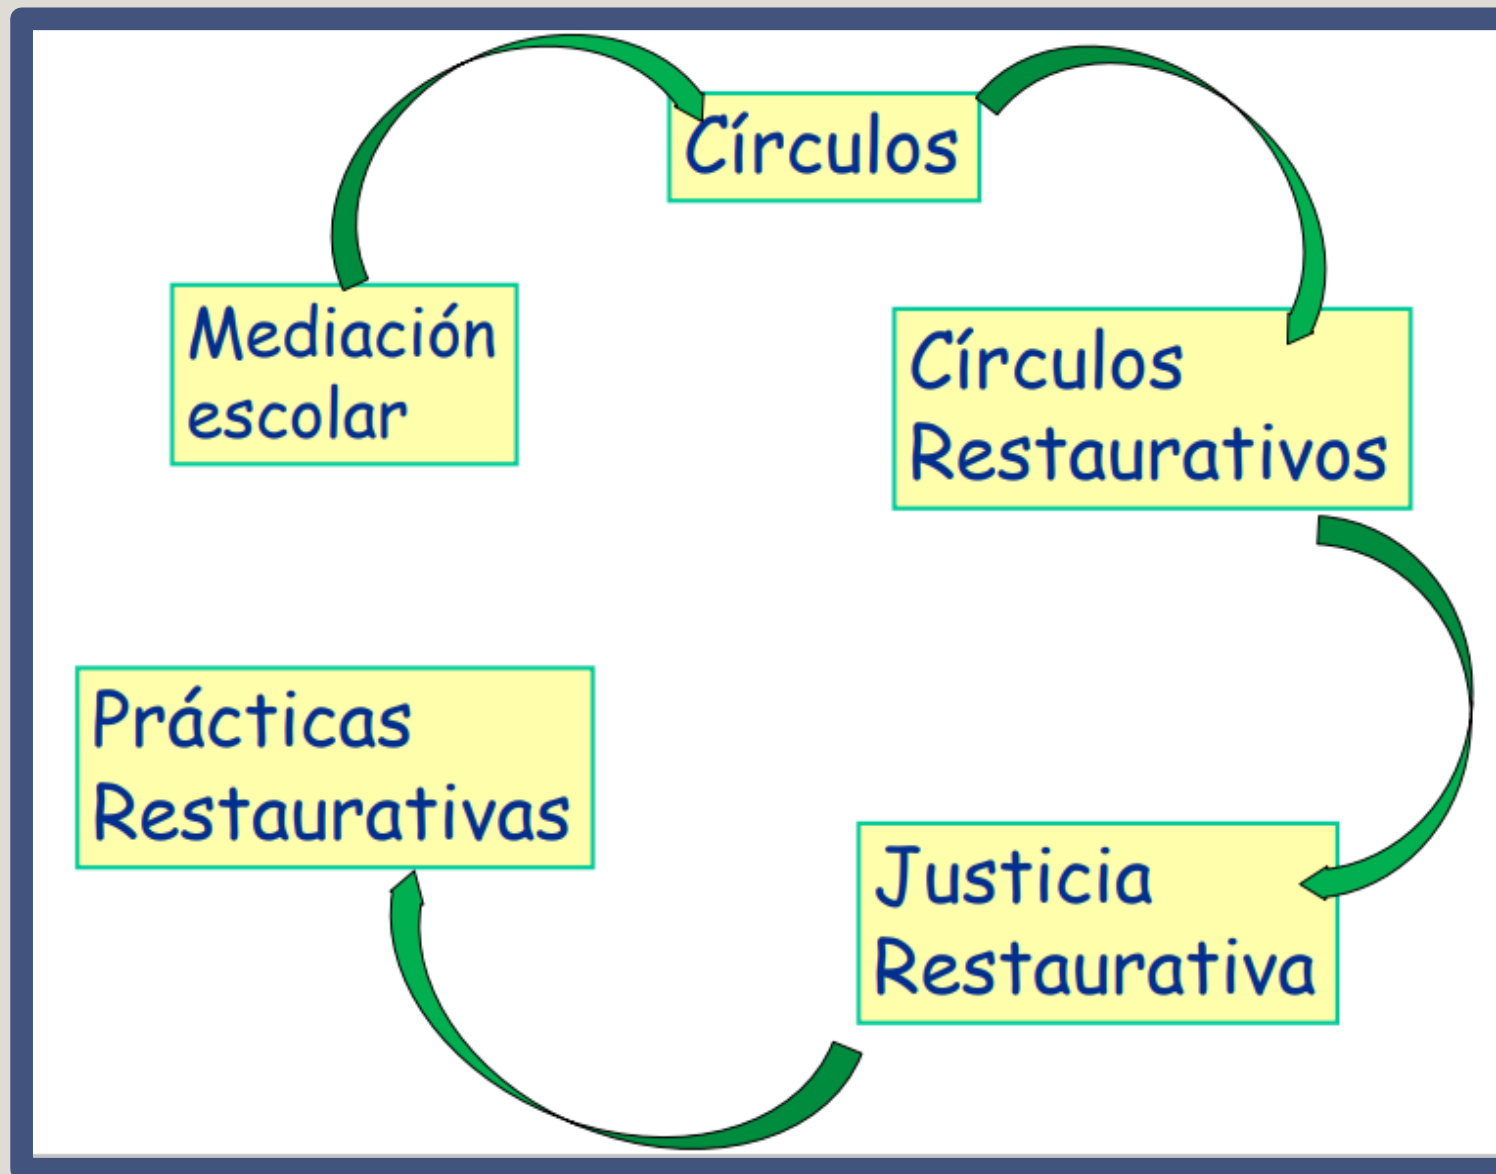 Círculos
Mediación
escolar
Círculos
Restaurativos
Prácticas
Restaurativas
Justicia
Restaurativa